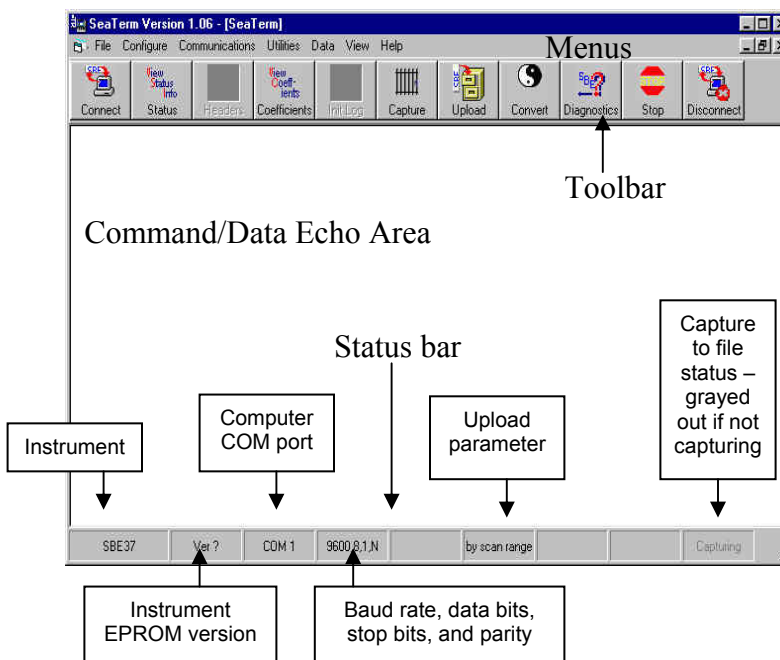 SeaTerm Version 1.06 - [SeaTerm]
File Configure Communications Utilities Data View Help
Menus
Connect Status Headers Coefficients Init Log Capture Upload Convert Diagnostics Stop Disconnect
Toolbar
Command/Data Echo Area
Status bar
Capture
to file
status –
grayed
out if not
capturing
Instrument
Computer
COM port
Upload
parameter
SBE37 Ver ? COM 1 9600,8,1,N by scan range Capturing
Instrument
EPROM version
Baud rate, data bits,
stop bits, and parity